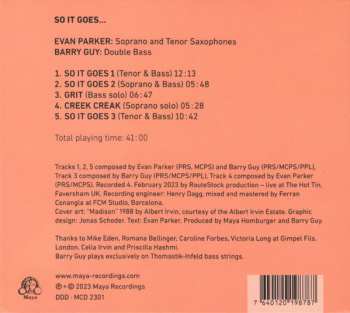 SO IT GOES...
EVAN PARKER: Soprano and Tenor Saxophones
BARRY GUY: Double Bass
1. SO IT GOES 1 (Tenor & Bass) 12:13
2. SO IT GOES 2 (Soprano & Bass) 05:48
3. GRIT (Bass solo) 06:47
4. CREEK CREAK (Soprano solo) 05:28
5. SO IT GOES 3 (Tenor & Bass) 10:42
Total playing time: 41:00
Tracks 1, 2, 5 composed by Evan Parker (PRS, MCPS) and Barry Guy (PRS/MCPS/PPL),
Track 3 composed by Barry Guy (PRS/MCPS/PPL), Track 4 composed by Evan Parker
(PRS/MCPS). Recorded 4. February 2023 by RouteStock production – live at The Hot Tin,
Faversham UK. Recording engineer: Henry Dagg, mixed and mastered by Ferran
Conangla at FCM Studio, Barcelona.
Cover art: "Madison" 1988 by Albert Irvin, courtesy of the Albert Irvin Estate. Graphic
design: Jonas Schoder. Text: Evan Parker. Produced by Maya Homburger and Barry Guy.
Thanks to Mike Eden, Romana Bellinger, Caroline Forbes, Victoria Long at Gimpel Fils,
London, Celia Irvin and Priscilla Hashmi.
Barry Guy plays exclusively on Thomastik-Infeld bass strings.
www.maya-recordings.com
Maya
℗+© 2023 Maya Recordings
DDD · MCD 2301
7 640120 198787